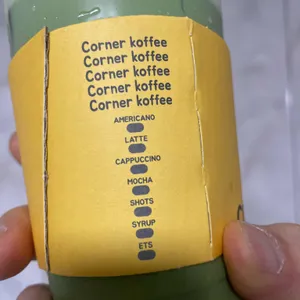 Corner koffee
Corner koffee
Corner koffee
Corner koffee
Corner koffee
AMERICANO
LATTE
CAPPUCCINO
MOCHA
SHOTS
SYRUP
ETS